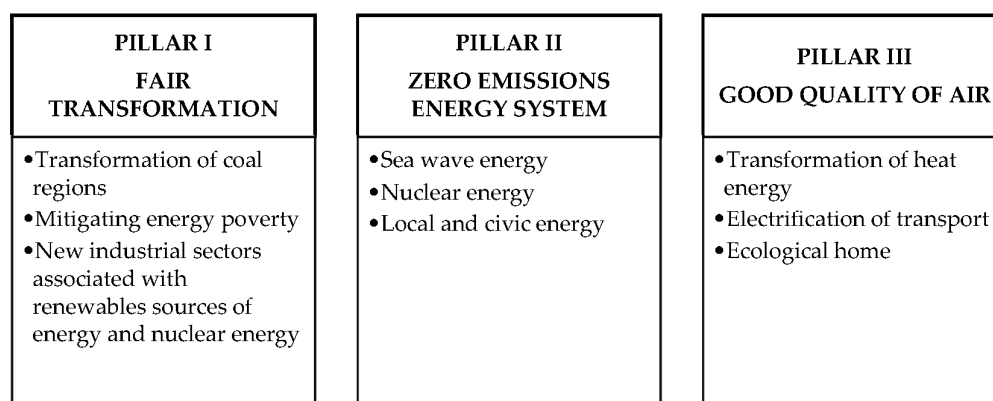 PILLAR I
FAIR
TRANSFORMATION
•Transformation of coal
regions
•Mitigating energy poverty
•New industrial sectors
associated with
renewables sources of
energy and nuclear energy
PILLAR II
ZERO EMISSIONS
ENERGY SYSTEM
•Sea wave energy
•Nuclear energy
•Local and civic energy
PILLAR III
GOOD QUALITY OF AIR
•Transformation of heat
energy
•Electrification of transport
•Ecological home